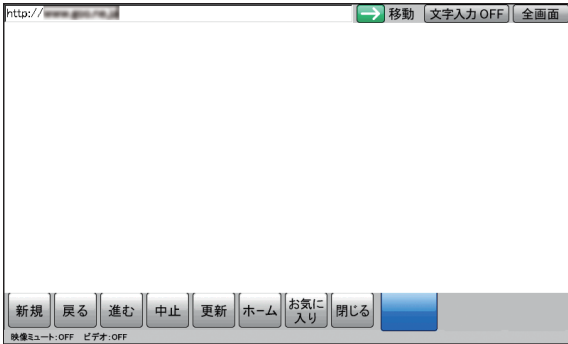 http://
移動 文字入力 OFF 全画面
新規 戻る 進む 中止 更新 ホーム お気に入り 閉じる
映像ミュート:OFF ビデオ:OFF